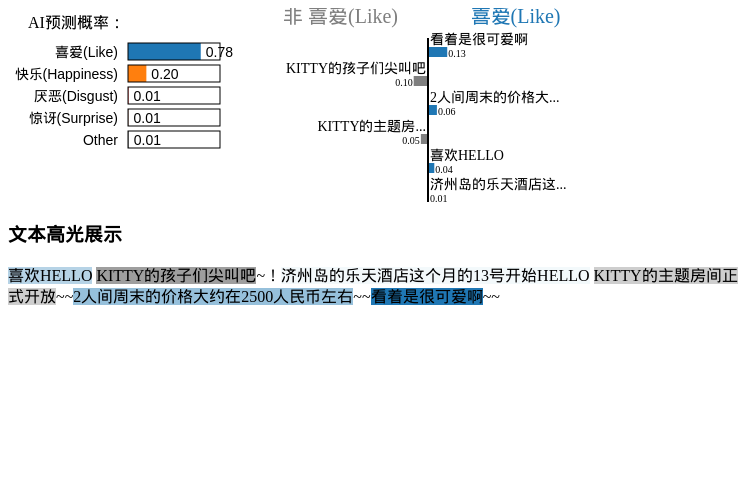 AI预测概率：
喜爱(Like) 0.78
快乐(Happiness) 0.20
厌恶(Disgust) 0.01
惊讶(Surprise) 0.01
Other 0.01
非 喜爱(Like) 喜爱(Like)
看着是很可爱啊
0.13
KITTY的孩子们尖叫吧
0.10
2人间周末的价格大...
0.06
KITTY的主题房...
0.05
喜欢HELLO
0.04
济州岛的乐天酒店这...
0.01
文本高光展示
喜欢HELLO KITTY的孩子们尖叫吧~！济州岛的乐天酒店这个月的13号开始HELLO KITTY的主题房间正
式开放~~2人间周末的价格大约在2500人民币左右~~看着是很可爱啊~~